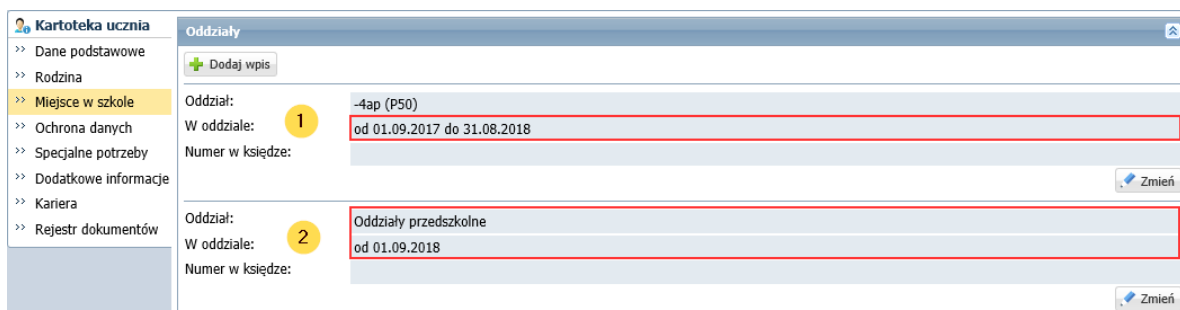 Kartoteka ucznia
Dane podstawowe
Rodzina
Miejsce w szkole
Ochrona danych
Specjalne potrzeby
Dodatkowe informacje
Kariera
Rejestr dokumentów
Oddziały
Dodaj wpis
Oddział: -4ap (P50)
W oddziale: 1 od 01.09.2017 do 31.08.2018
Numer w księdze:
Zmień
Oddział: Oddziały przedszkolne
W oddziale: 2 od 01.09.2018
Numer w księdze:
Zmień